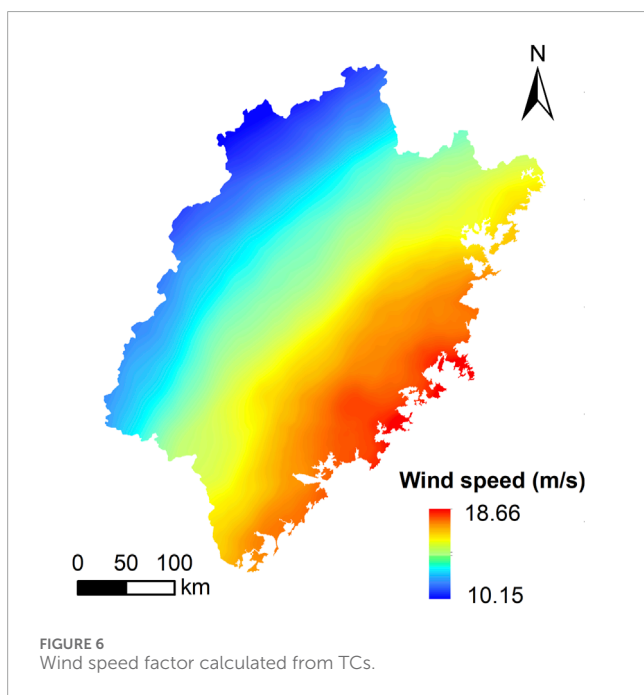 N
Wind speed (m/s)
18.66
10.15
0 50 100
km
FIGURE 6
Wind speed factor calculated from TCs.